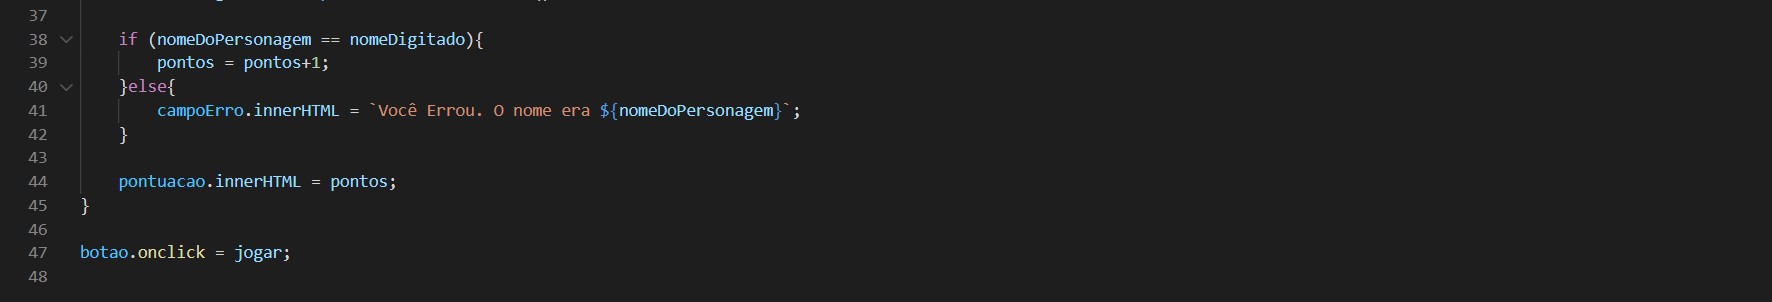 37
38 if (nomeDoPersonagem == nomeDigitado){
39 pontos = pontos+1;
40 }else{
41 campoErro.innerHTML = `Você Errou. O nome era ${nomeDoPersonagem}`;
42 }
43
44 pontuacao.innerHTML = pontos;
45 }
46
47 botao.onclick = jogar;
48